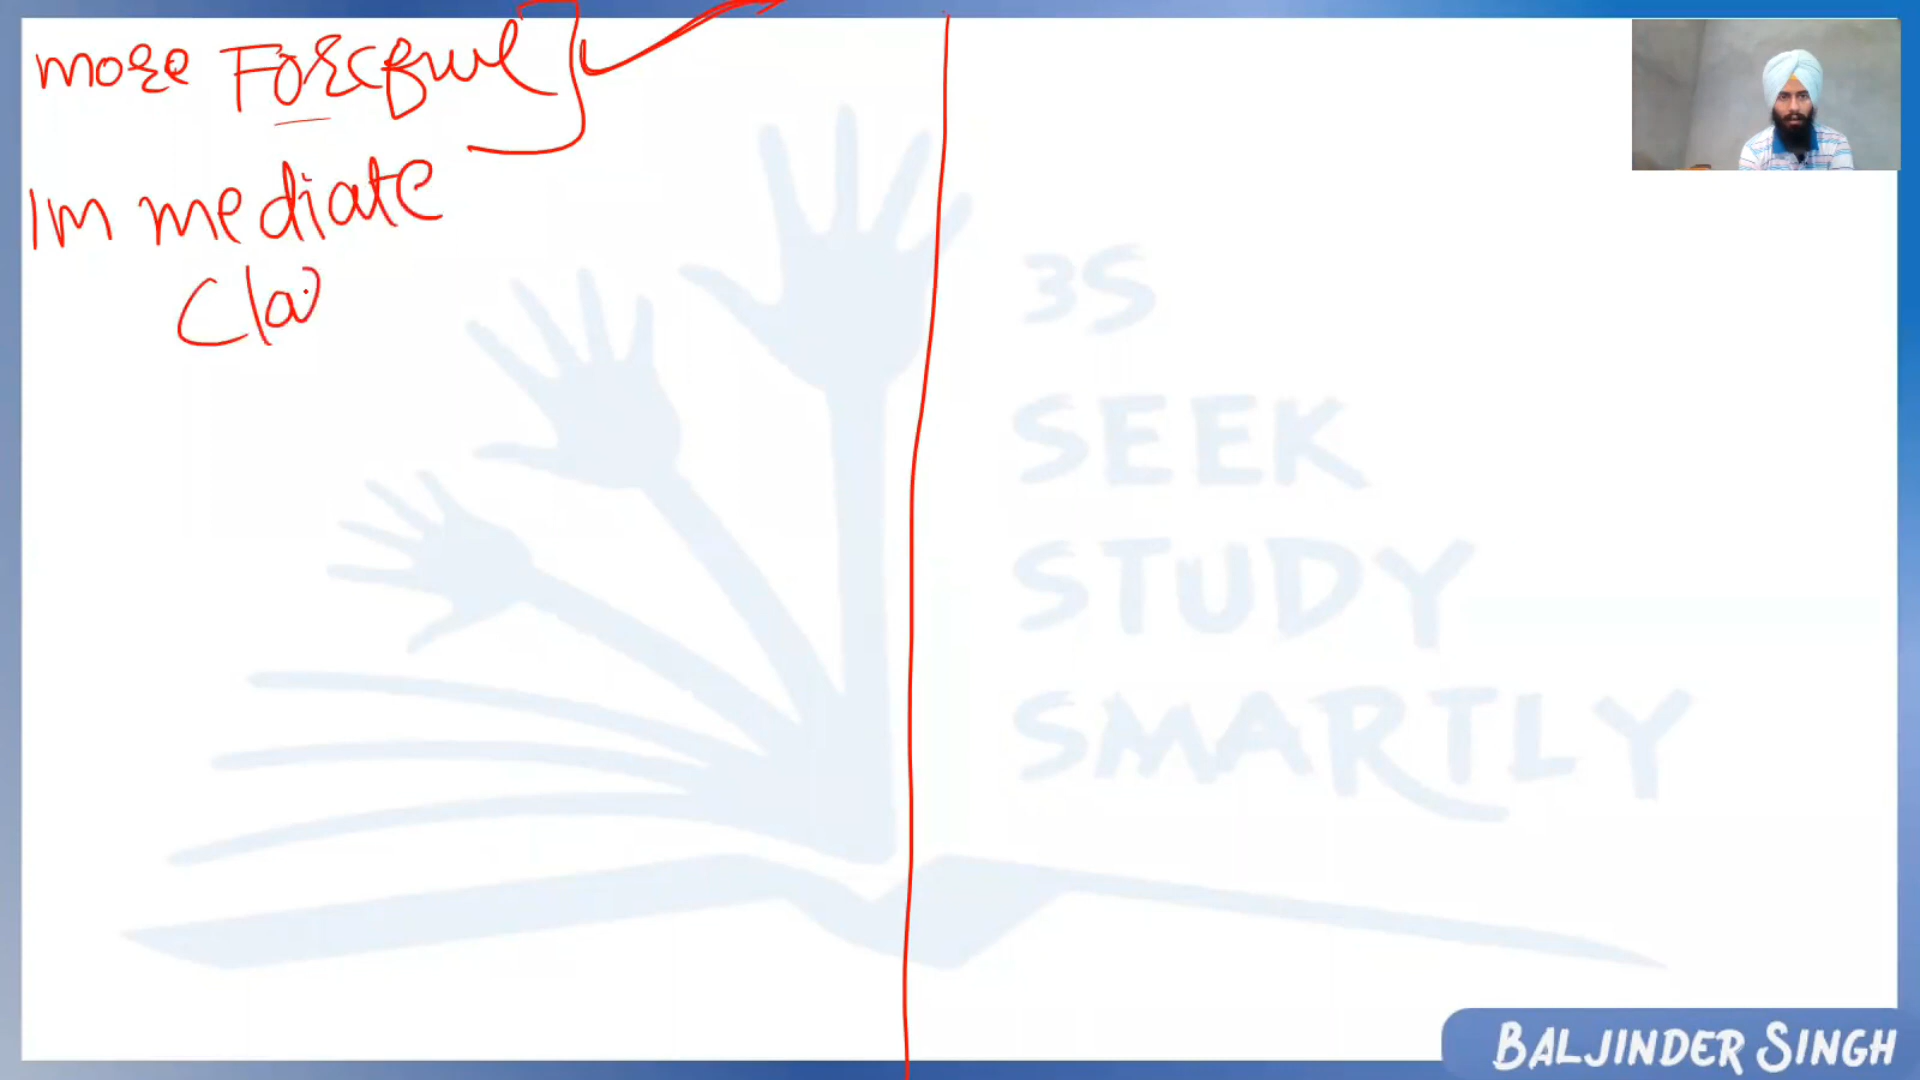 more Forceful
Immediate
Cla
3S
SEEK
STUDY
SMARTLY
BALJINDER SINGH